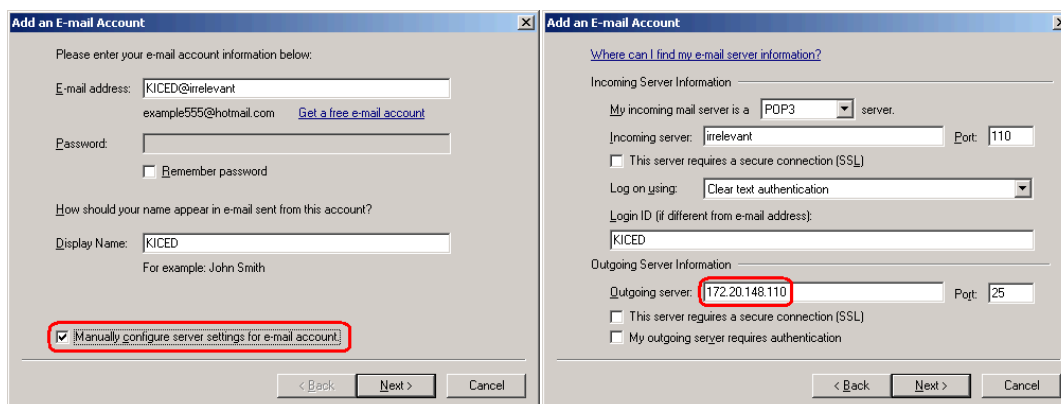 Add an E-mail Account
Please enter your e-mail account information below:
E-mail address: KICED@irrelevant
example555@hotmail.com Get a free e-mail account
Password:
Remember password
How should your name appear in e-mail sent from this account?
Display Name: KICED
For example: John Smith
Manually configure server settings for e-mail account.
< Back Next > Cancel
Add an E-mail Account
Where can I find my e-mail server information?
Incoming Server Information
My incoming mail server is a POP3 server.
Incoming server: irrelevant Port: 110
This server requires a secure connection (SSL)
Log on using: Clear text authentication
Login ID (if different from e-mail address):
KICED
Outgoing Server Information
Outgoing server: 172.20.148.110 Port: 25
This server requires a secure connection (SSL)
My outgoing server requires authentication
< Back Next > Cancel